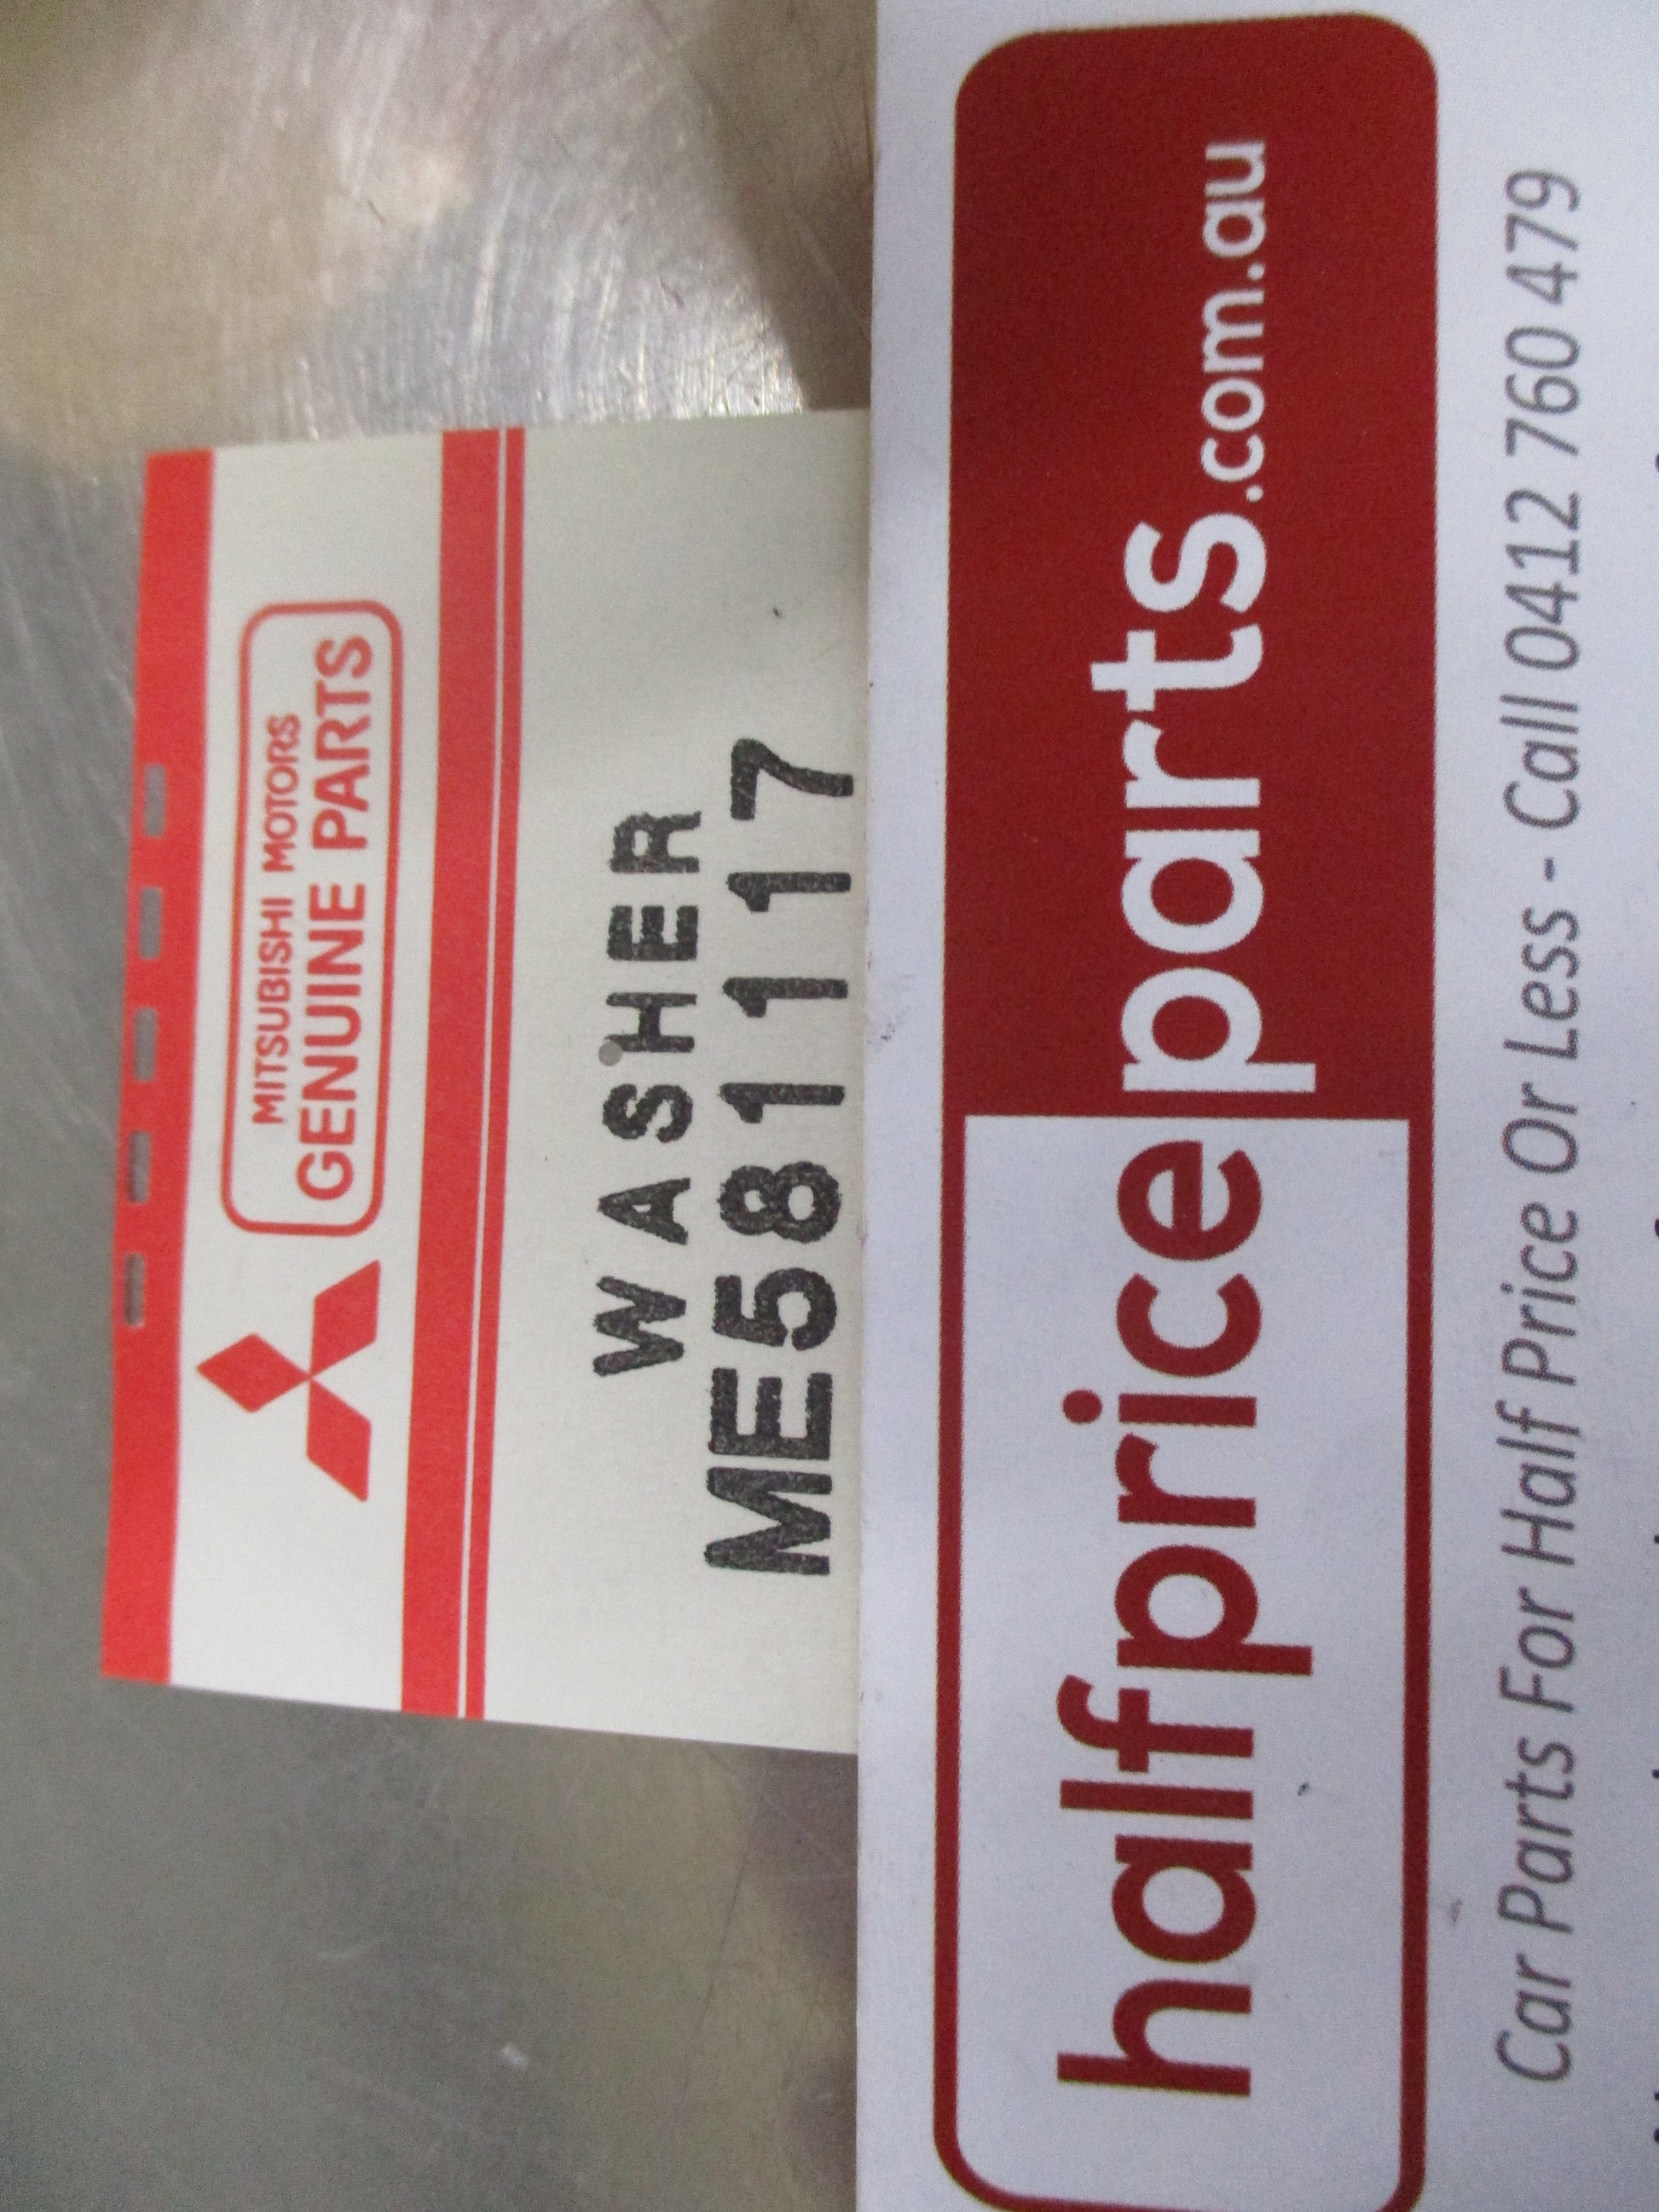 MITSUBISHI MOTORS
GENUINE PARTS
WASHER
ME581117
halfpriceparts.com.au
Car Parts For Half Price Or Less - Call 0412 760 479